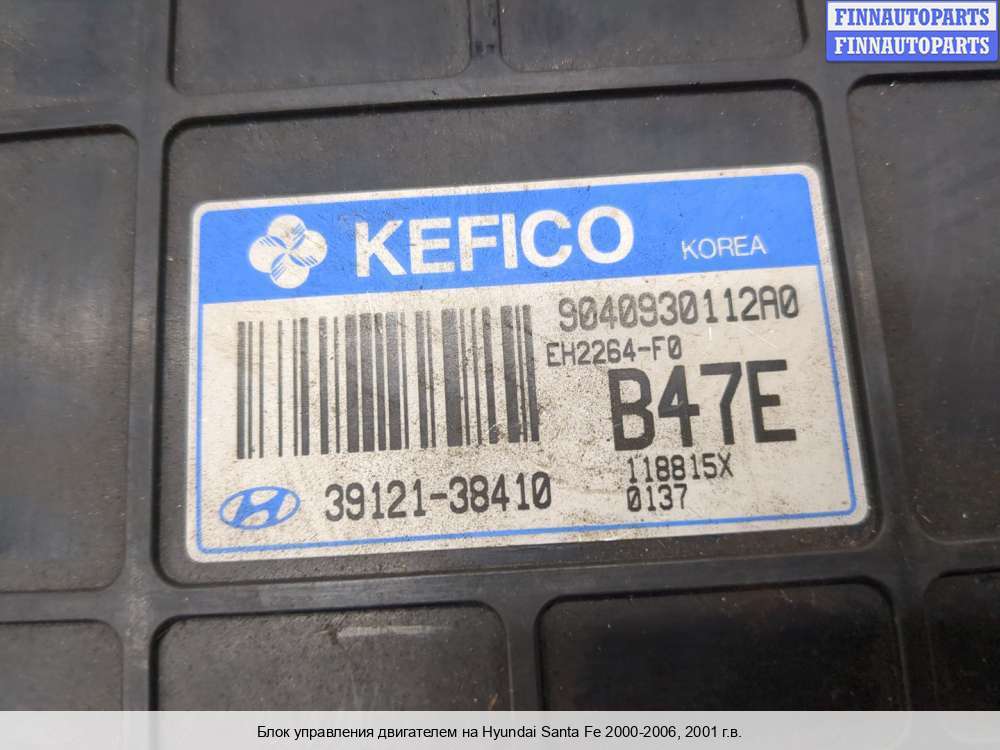 FINNAUTOPARTS
FINNAUTOPARTS
KEFICO
KOREA
9040930112A0
EH2264-F0
B47E
39121-38410
118815X
0137
Блок управления двигателем на Hyundai Santa Fe 2000-2006, 2001 г.в.